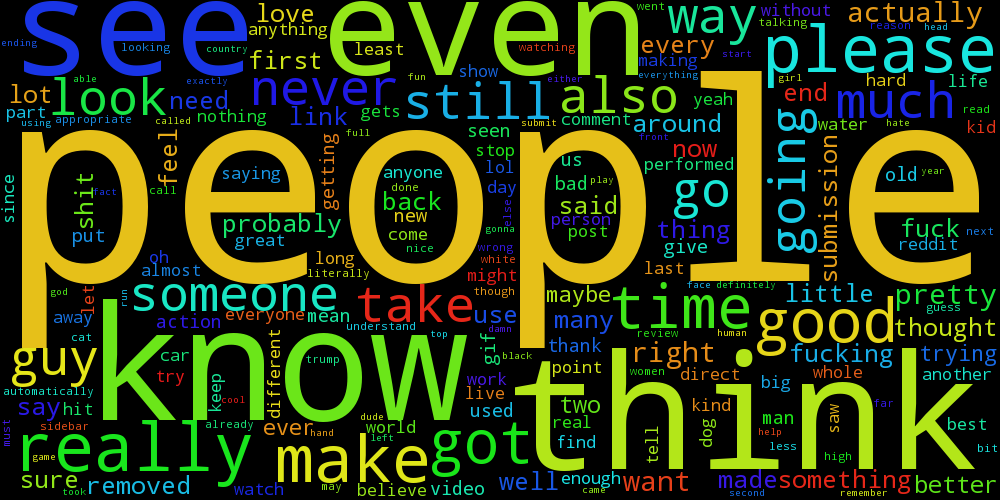 see
even
love
anything
way
without
actually
went
talking
reason
head
please
ending
looking
country
first
least
watching
every
making
start
everything
girl
hard
life
able
exactly
never
fun
show
either
also
yeah
end
much
read
lot
look
need
still
part
using
appropriate
called
nothing
link
gets
seen
submit
comment
around
front
water
hate
kid
people
since
shit
feel
saying
getting
full
anyone
stop
lol
us
now
performed
going
submission
old
year
fact
call
done
back
day
bad
play
go
put
probably
new
else
said
person
thing
fuck
next
great
come
gonna
post
reddit
nice
wrong
give
oh
long
white
last
almost
literally
might
god
let
run
someone
take
though
maybe
face
definitely
time
little
pretty
away
action
everyone
mean
use
many
good
guess
thought
cat
understand
top
damn
review
human
guy
know
car
different
trump
gif
black
thank
right
fucking
trying
try
keep
work
point
women
direct
whole
another
automatically
cool
live
think
big
say
hit
already
dude
used
two
kind
man
saw
far
must
sidebar
ever
hand
world
left
got
real
tell
dog
help
best
really
make
find
less
bit
game
high
sure
took
removed
watch
may
believe
video
well
enough
came
want
made
second
something
remember
better